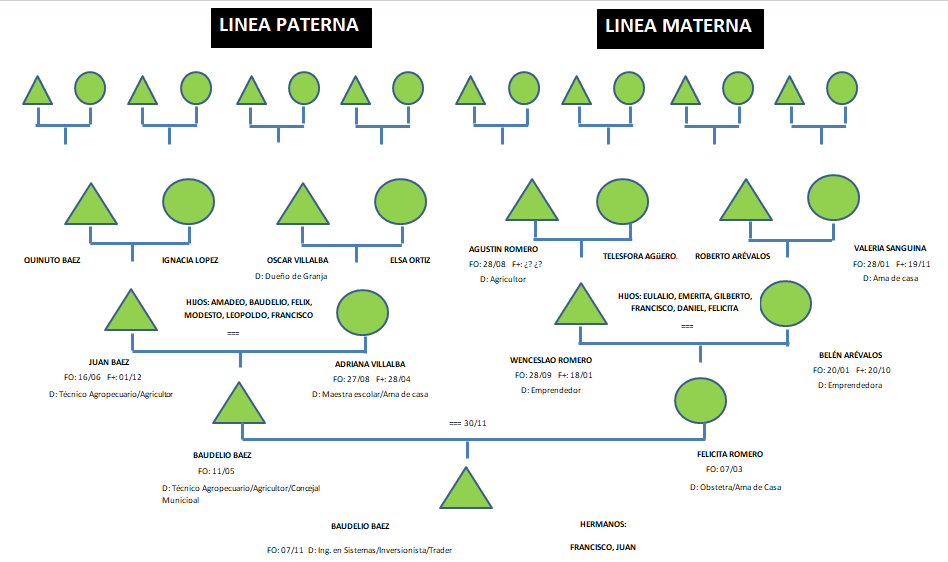 LINEA PATERNA
LINEA MATERNA
QUINUTO BAEZ
IGNACIA LOPEZ
OSCAR VILLALBA
D: Dueño de Granja
ELSA ORTIZ
AGUSTIN ROMERO
FO: 28/08 F+: ¿? ¿?
D: Agricultor
TELESFORA AGüERO.
ROBERTO ARÉVALOS
VALERIA SANGUINA
FO: 28/01 F+: 19/11
D: Ama de casa
HIJOS: AMADEO, BAUDELIO, FELIX,
MODESTO, LEOPOLDO, FRANCISCO
===
HIJOS: EULALIO, EMERITA, GILBERTO,
FRANCISCO, DANIEL, FELICITA
===
JUAN BAEZ
FO: 16/06 F+: 01/12
D: Técnico Agropecuario/Agricultor
ADRIANA VILLALBA
FO: 27/08 F+: 28/04
D: Maestra escolar/Ama de casa
WENCESLAO ROMERO
FO: 28/09 F+: 18/01
D: Emprendedor
BELÉN ARÉVALOS
FO: 20/01 F+: 20/10
D: Emprendedora
=== 30/11
BAUDELIO BAEZ
FO: 11/05
D: Técnico Agropecuario/Agricultor/Concejal
Municipal
FELICITA ROMERO
FO: 07/03
D: Obstetra/Ama de Casa
BAUDELIO BAEZ
FO: 07/11 D: Ing. en Sistemas/Inversionista/Trader
HERMANOS:
FRANCISCO, JUAN